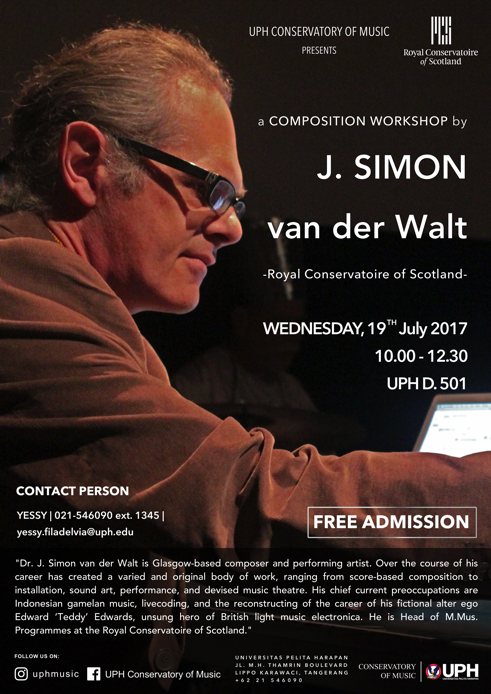 UPH CONSERVATORY OF MUSIC
PRESENTS
Royal Conservatoire
of Scotland
a COMPOSITION WORKSHOP by
J. SIMON
van der Walt
-Royal Conservatoire of Scotland-
WEDNESDAY, 19TH July 2017
10.00 - 12.30
UPH D. 501
CONTACT PERSON
YESSY | 021-546090 ext. 1345 |
yessy.filadelvia@uph.edu
FREE ADMISSION
"Dr. J. Simon van der Walt is Glasgow-based composer and performing artist. Over the course of his
career has created a varied and original body of work, ranging from score-based composition to
installation, sound art, performance, and devised music theatre. His chief current preoccupations are
Indonesian gamelan music, livecoding, and the reconstructing of the career of his fictional alter ego
Edward 'Teddy' Edwards, unsung hero of British light music electronica. He is Head of M.Mus.
Programmes at the Royal Conservatoire of Scotland."
FOLLOW US ON:
uphmusic
UPH Conservatory of Music
UNIVERSITAS PELITA HARAPAN
JL. M.H. THAMRIN BOULEVARD
LIPPO KARAWACI, TANGERANG
+62 21 546090
CONSERVATORY
OF MUSIC
UPH